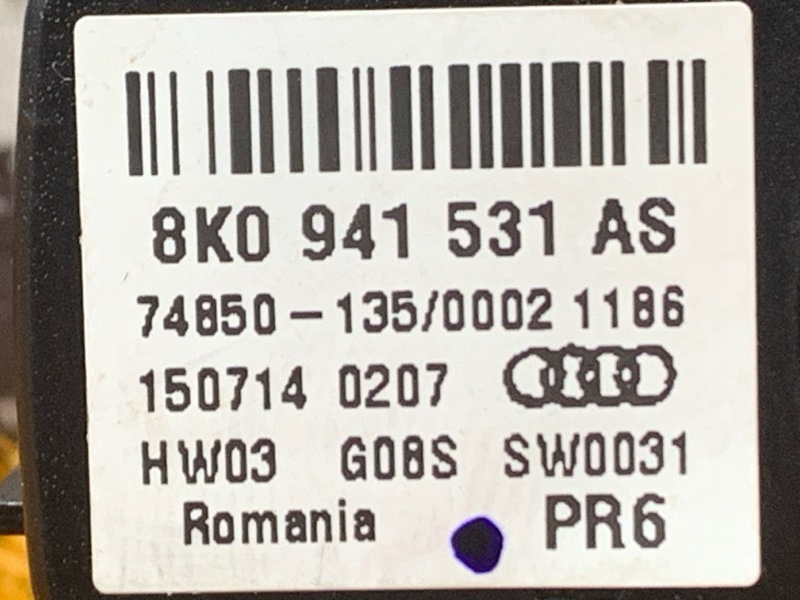 8K0 941 531 AS
74850-135/0002 1186
150714 0207
HW03 G08S SW0031
Romania PR6